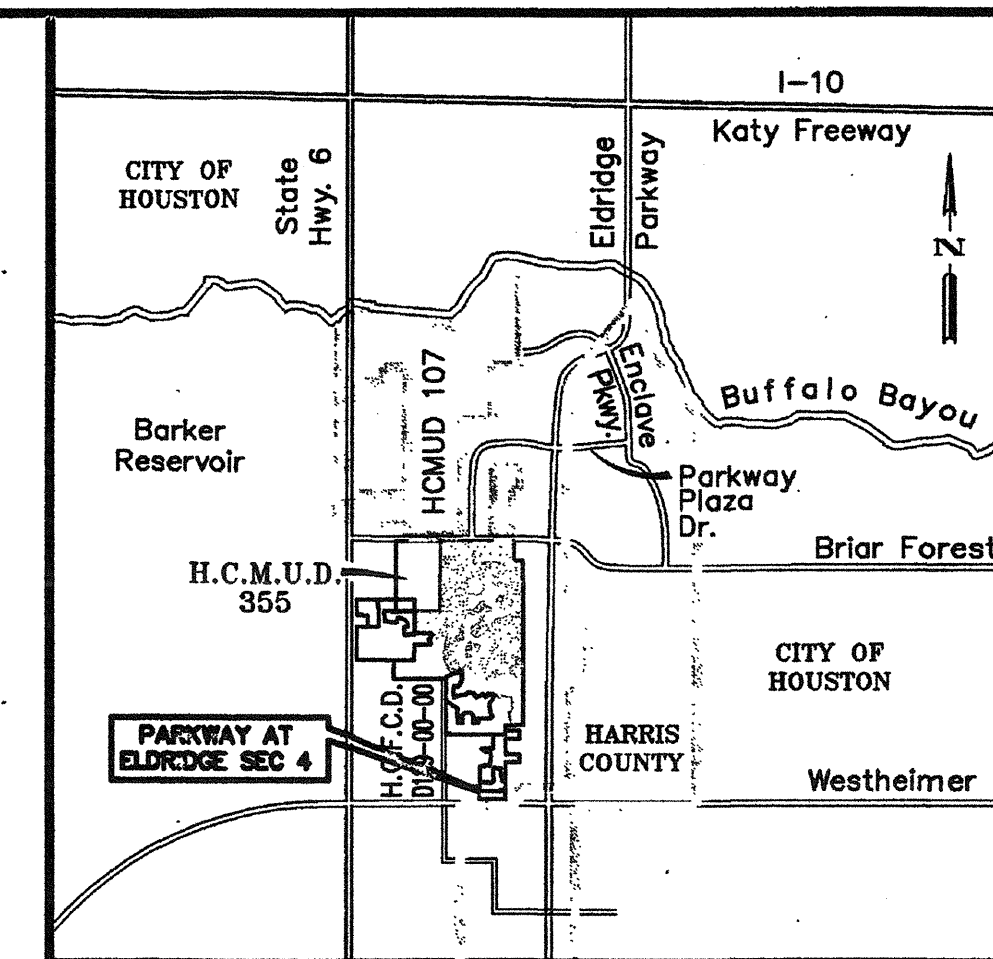 I-10
Katy Freeway
CITY OF
HOUSTON
State
Hwy. 6
Eldridge
Parkway
N
HCMUD 107
Enclave
Pkwy.
Buffalo Bayou
Barker
Reservoir
Parkway
Plaza
Dr.
Briar Forest
H.C.M.U.D.
355
CITY OF
HOUSTON
PARKWAY AT
ELDRIDGE SEC 4
H.C.F.C.D.
HARRIS
COUNTY
Westheimer